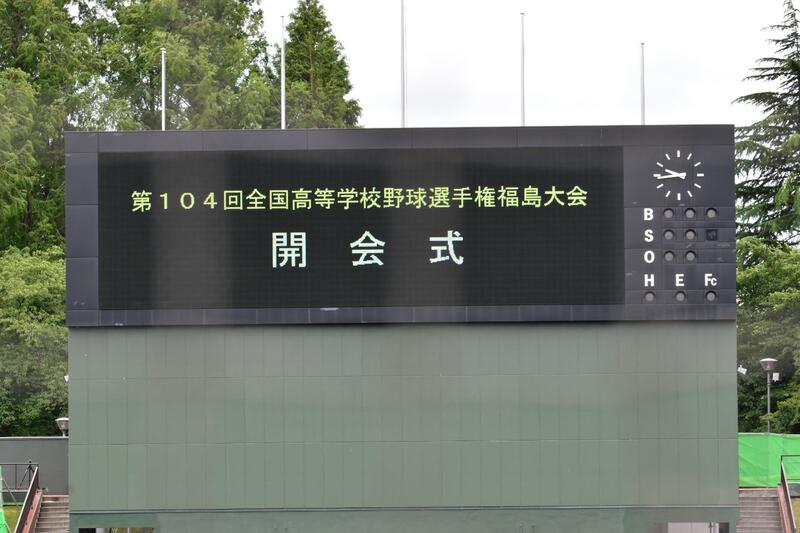 第１０４回全国高等学校野球選手権福島大会
開 会 式
B
S
O
H E Fc